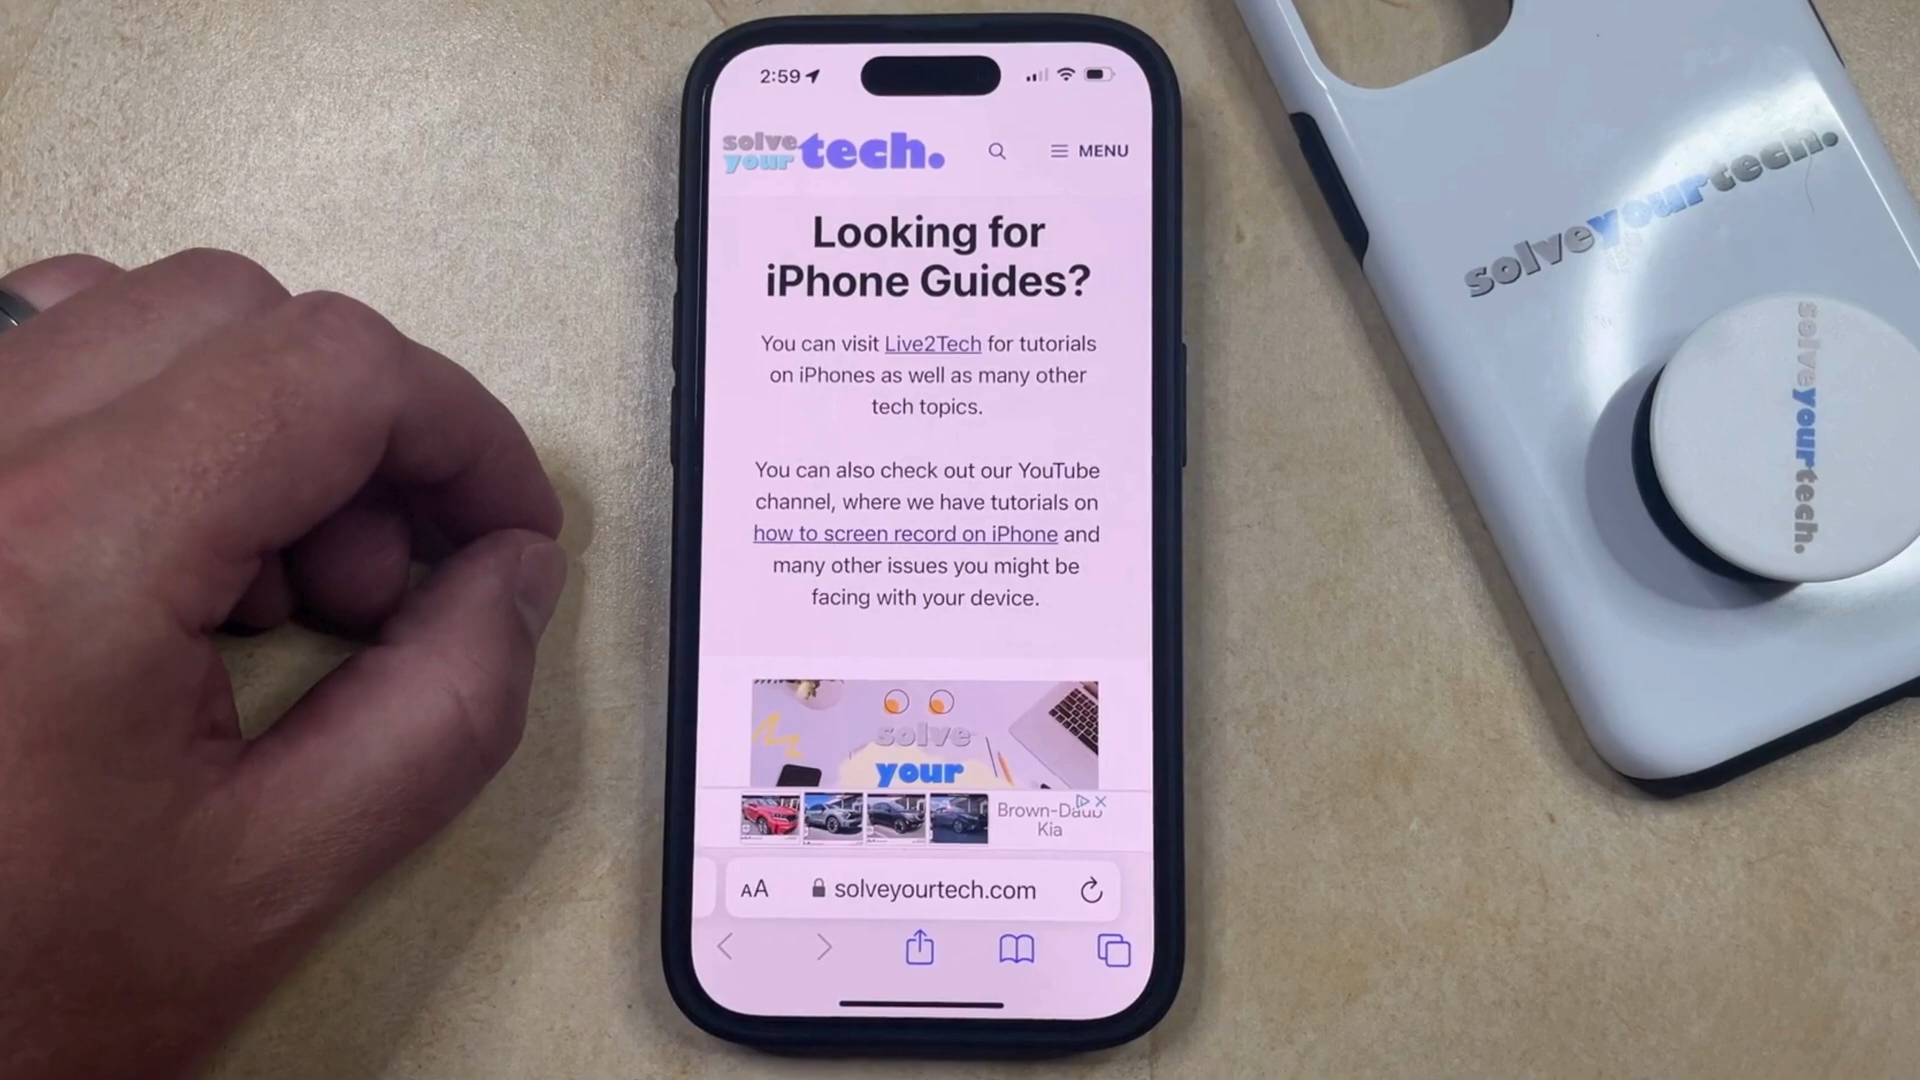 2:59
solve
your tech.
MENU
Looking for
iPhone Guides?
You can visit Live2Tech for tutorials
on iPhones as well as many other
tech topics.
You can also check out our YouTube
channel, where we have tutorials on
how to screen record on iPhone and
many other issues you might be
facing with your device.
solve
your
Brown-Daub
Kia
AA solveyourtech.com
solveyourtech.
solveyourtech.